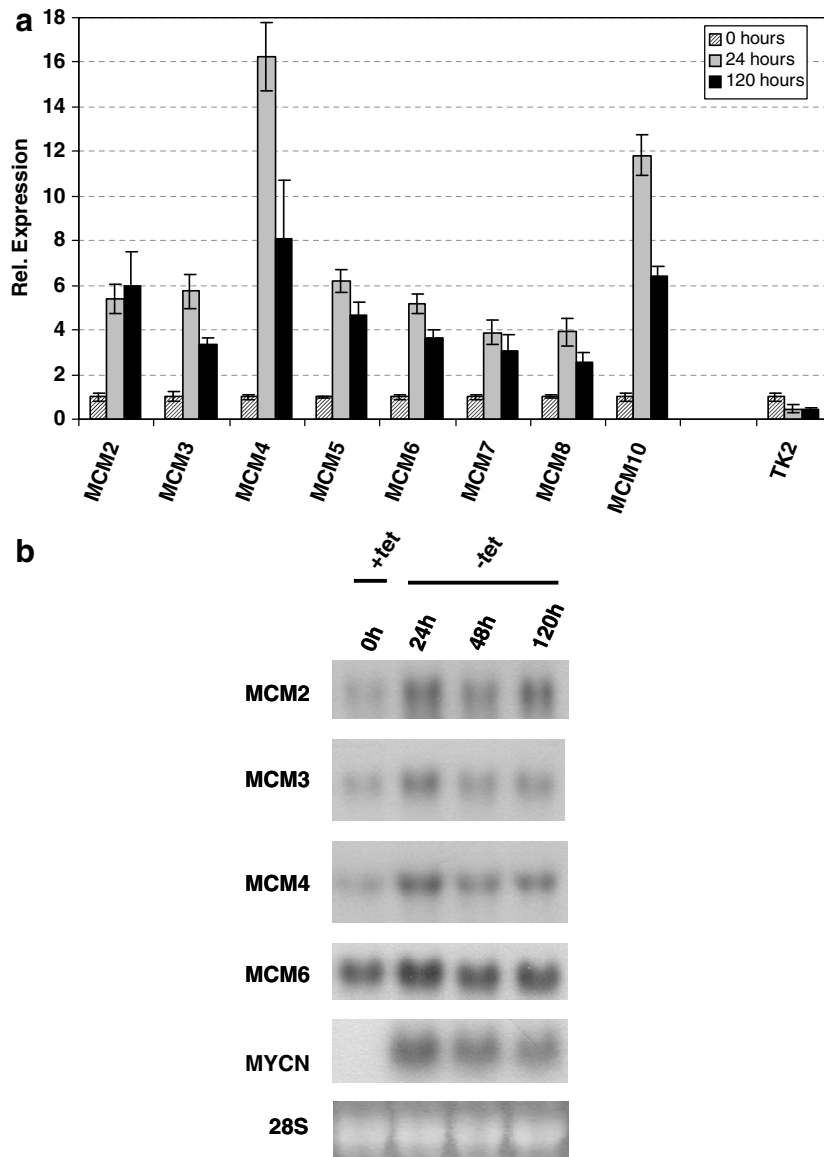 a
18
16
14
12
10
8
6
4
2
0
Rel. Expression
0 hours
24 hours
120 hours
MCM2
MCM3
MCM4
MCM5
MCM6
MCM7
MCM8
MCM10
TK2
b
+tet
-tet
0h
24h
48h
120h
MCM2
MCM3
MCM4
MCM6
MYCN
28S